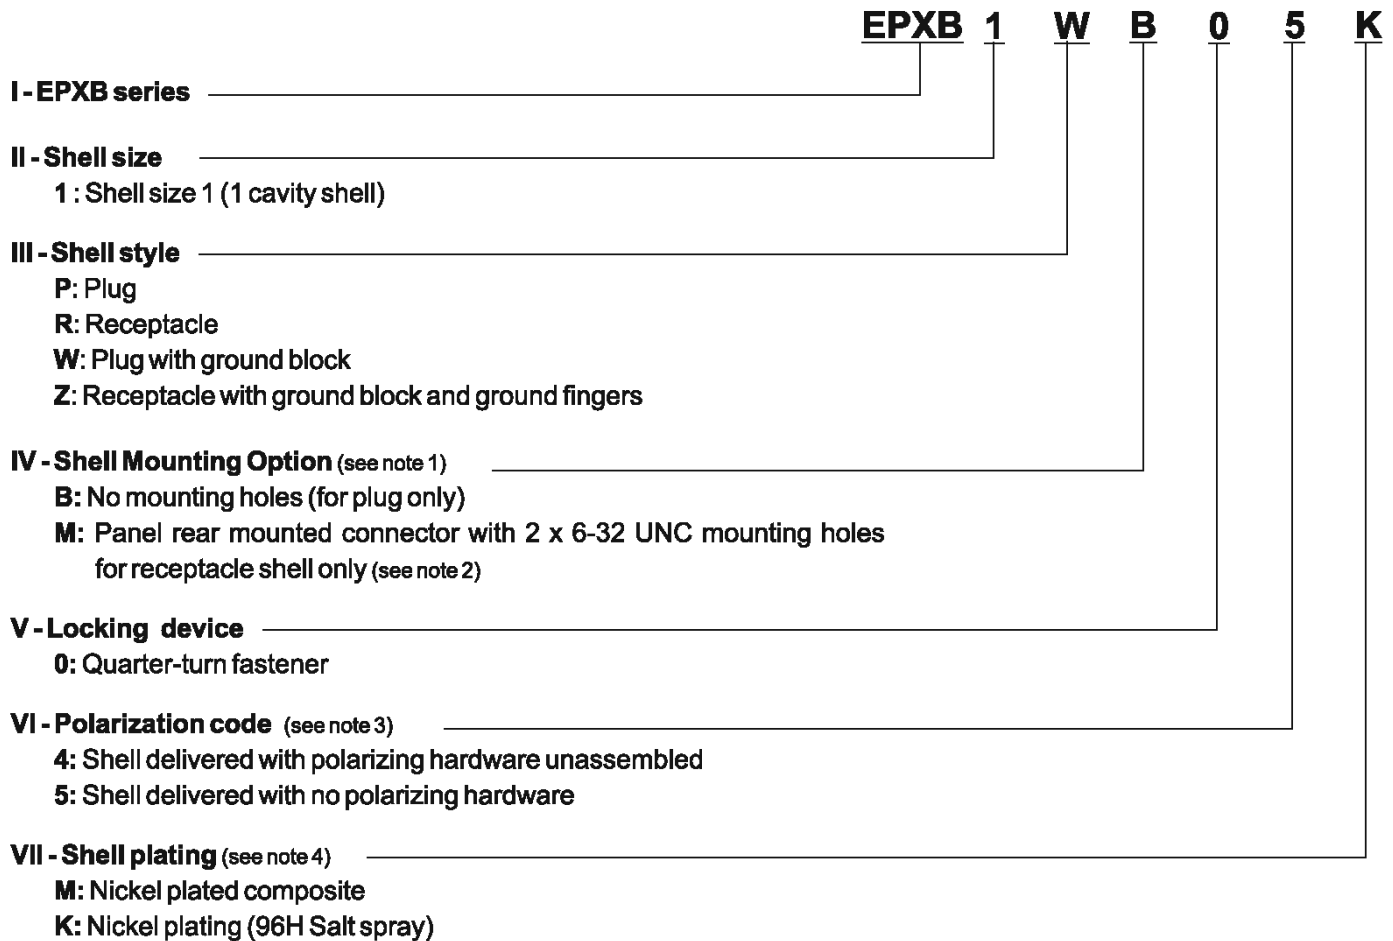 EPXB 1 W B 0 5 K
I - EPXB series
II - Shell size
1 : Shell size 1 (1 cavity shell)
III - Shell style
P: Plug
R: Receptacle
W: Plug with ground block
Z: Receptacle with ground block and ground fingers
IV - Shell Mounting Option (see note 1)
B: No mounting holes (for plug only)
M: Panel rear mounted connector with 2 x 6-32 UNC mounting holes
for receptacle shell only (see note 2)
V - Locking device
0: Quarter-turn fastener
VI - Polarization code (see note 3)
4: Shell delivered with polarizing hardware unassembled
5: Shell delivered with no polarizing hardware
VII - Shell plating (see note 4)
M: Nickel plated composite
K: Nickel plating (96H Salt spray)